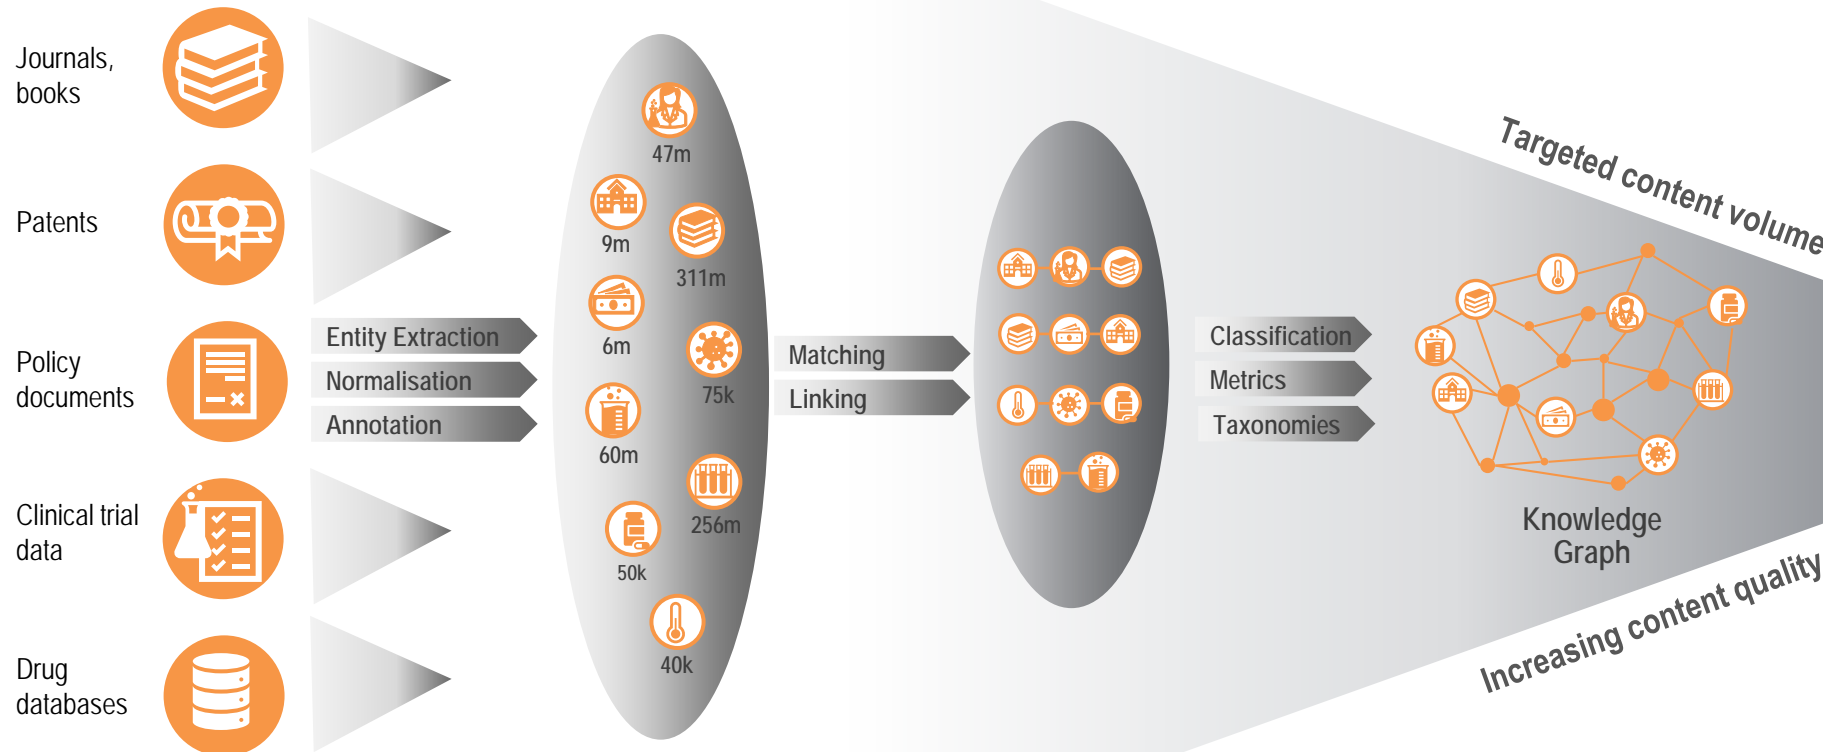 Journals,
books
Patents
Policy
documents
Clinical trial
data
Drug
databases
Entity Extraction
Normalisation
Annotation
47m
9m
311m
6m
75k
60m
256m
50k
40k
Matching
Linking
Classification
Metrics
Taxonomies
Targeted content volume
Knowledge
Graph
Increasing content quality